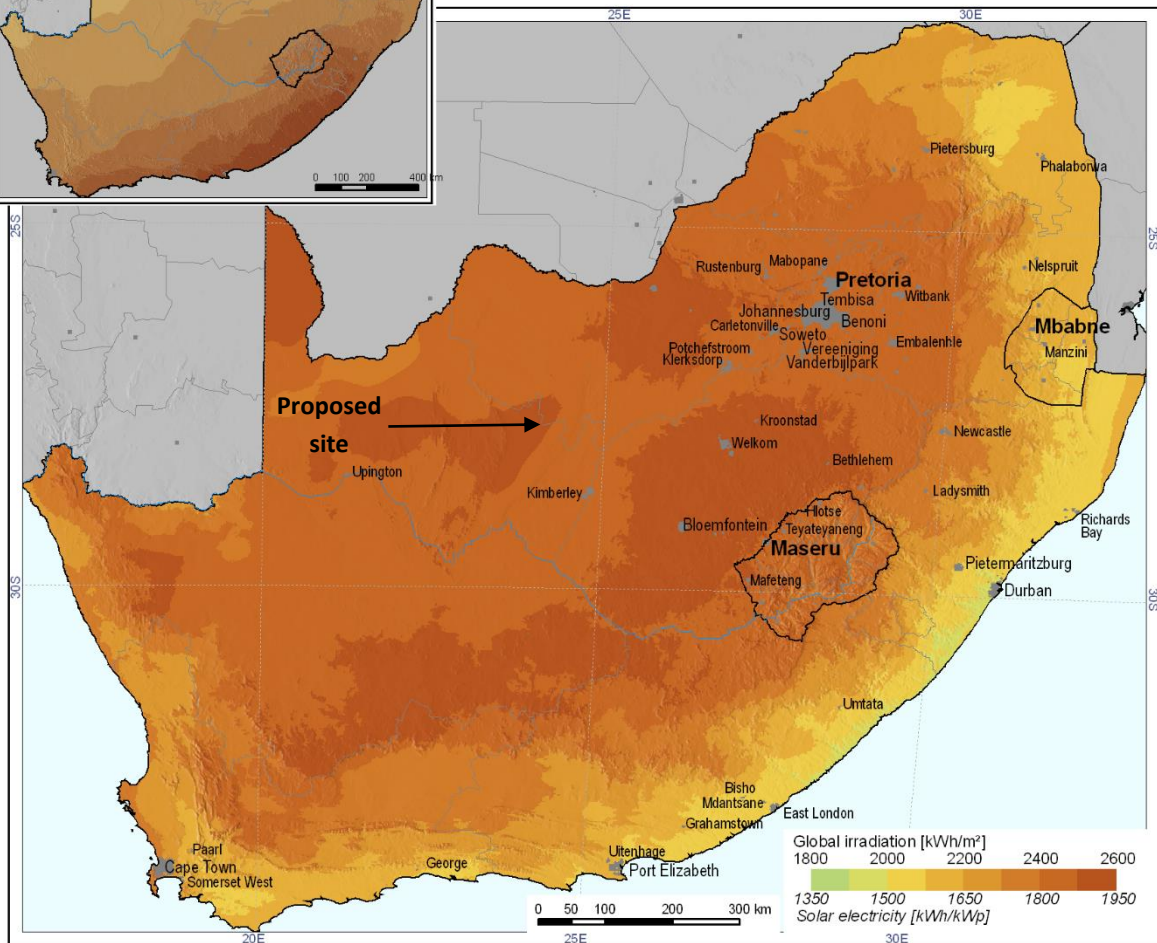 0 100 200 400 km
25E
30E
Pietersburg
Phalaborwa
25S
25S
Rustenburg
Mabopane
Nelspruit
Pretoria
Tembisa
Witbank
Johannesburg
Benoni
Mbabne
Carletonville
Soweto
Embalenhle
Manzini
Potchefstroom
Vereeniging
Klerksdorp
Vanderbijlpark
Proposed
site
Kroonstad
Newcastle
Welkom
Bethlehem
Upington
Kimberley
Ladysmith
Hlotse
Richards
Bay
Bloemfontein
Teyateyaneng
Maseru
Pietermaritzburg
Mafeteng
Durban
30S
30S
Umtata
Bisho
Mdantsane
East London
Grahamstown
Global irradiation [kWh/m²]
1800 2000 2200 2400 2600
1350 1500 1650 1800 1950
Solar electricity [kWh/kWp]
Paarl
Uitenhage
Cape Town
George
Port Elizabeth
Somerset West
0 50 100 200 300 km
20E
25E
30E